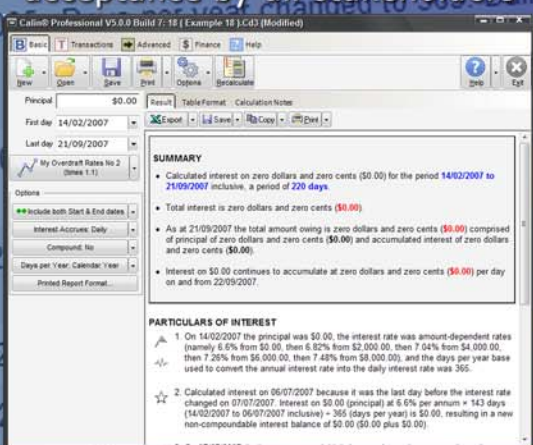 Calin® Professional V5.0.0 Build 7: 18 ( Example 18 ).Cd3 (Modified)
Basic Transactions Advanced Finance Help
New Open Save Print Options Recalculate Help Exit
Principal $0.00
First day 14/02/2007
Last day 21/09/2007
My Overdraft Rates No 2
(times 1.1)
Options
Include both Start & End dates
Interest Accrues: Daily
Compound: No
Days per Year: Calendar Year
Printed Report Format...
Result Table Format Calculation Notes
Export Save Copy Print
SUMMARY
• Calculated interest on zero dollars and zero cents ($0.00) for the period 14/02/2007 to
21/09/2007 inclusive, a period of 220 days.
• Total interest is zero dollars and zero cents ($0.00).
• As at 21/09/2007 the total amount owing is zero dollars and zero cents ($0.00) comprised
of principal of zero dollars and zero cents ($0.00) and accumulated interest of zero dollars
and zero cents ($0.00).
• Interest on $0.00 continues to accumulate at zero dollars and zero cents ($0.00) per day
on and from 22/09/2007.
PARTICULARS OF INTEREST
1. On 14/02/2007 the principal was $0.00, the interest rate was amount-dependent rates
(namely 6.6% from $0.00, then 6.82% from $2,000.00, then 7.04% from $4,000.00,
then 7.26% from $6,000.00, then 7.48% from $8,000.00), and the days per year base
used to convert the annual interest rate into the daily interest rate was 365.
2. Calculated interest on 06/07/2007 because it was the last day before the interest rate
changed on 07/07/2007. Interest on $0.00 (principal) at 6.6% per annum × 143 days
(14/02/2007 to 06/07/2007 inclusive) ÷ 365 (days per year) is $0.00, resulting in a new
non-compoundable interest balance of $0.00 ($0.00 plus $0.00).